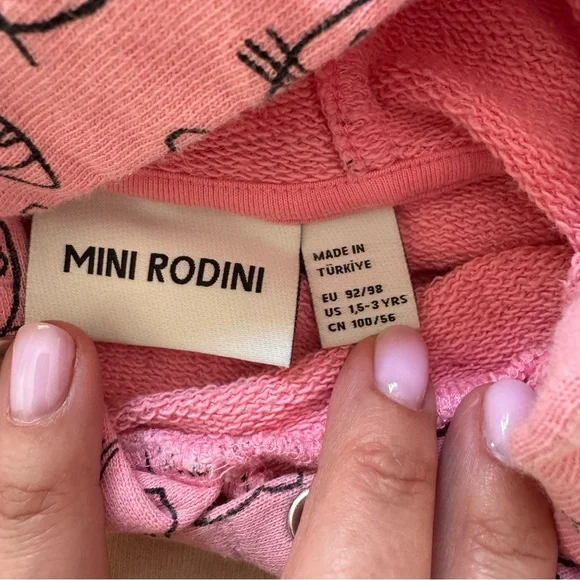 MINI RODINI
MADE IN
TÜRKİYE
EU 92/98
US 1,5-3 YRS
CN 100/56